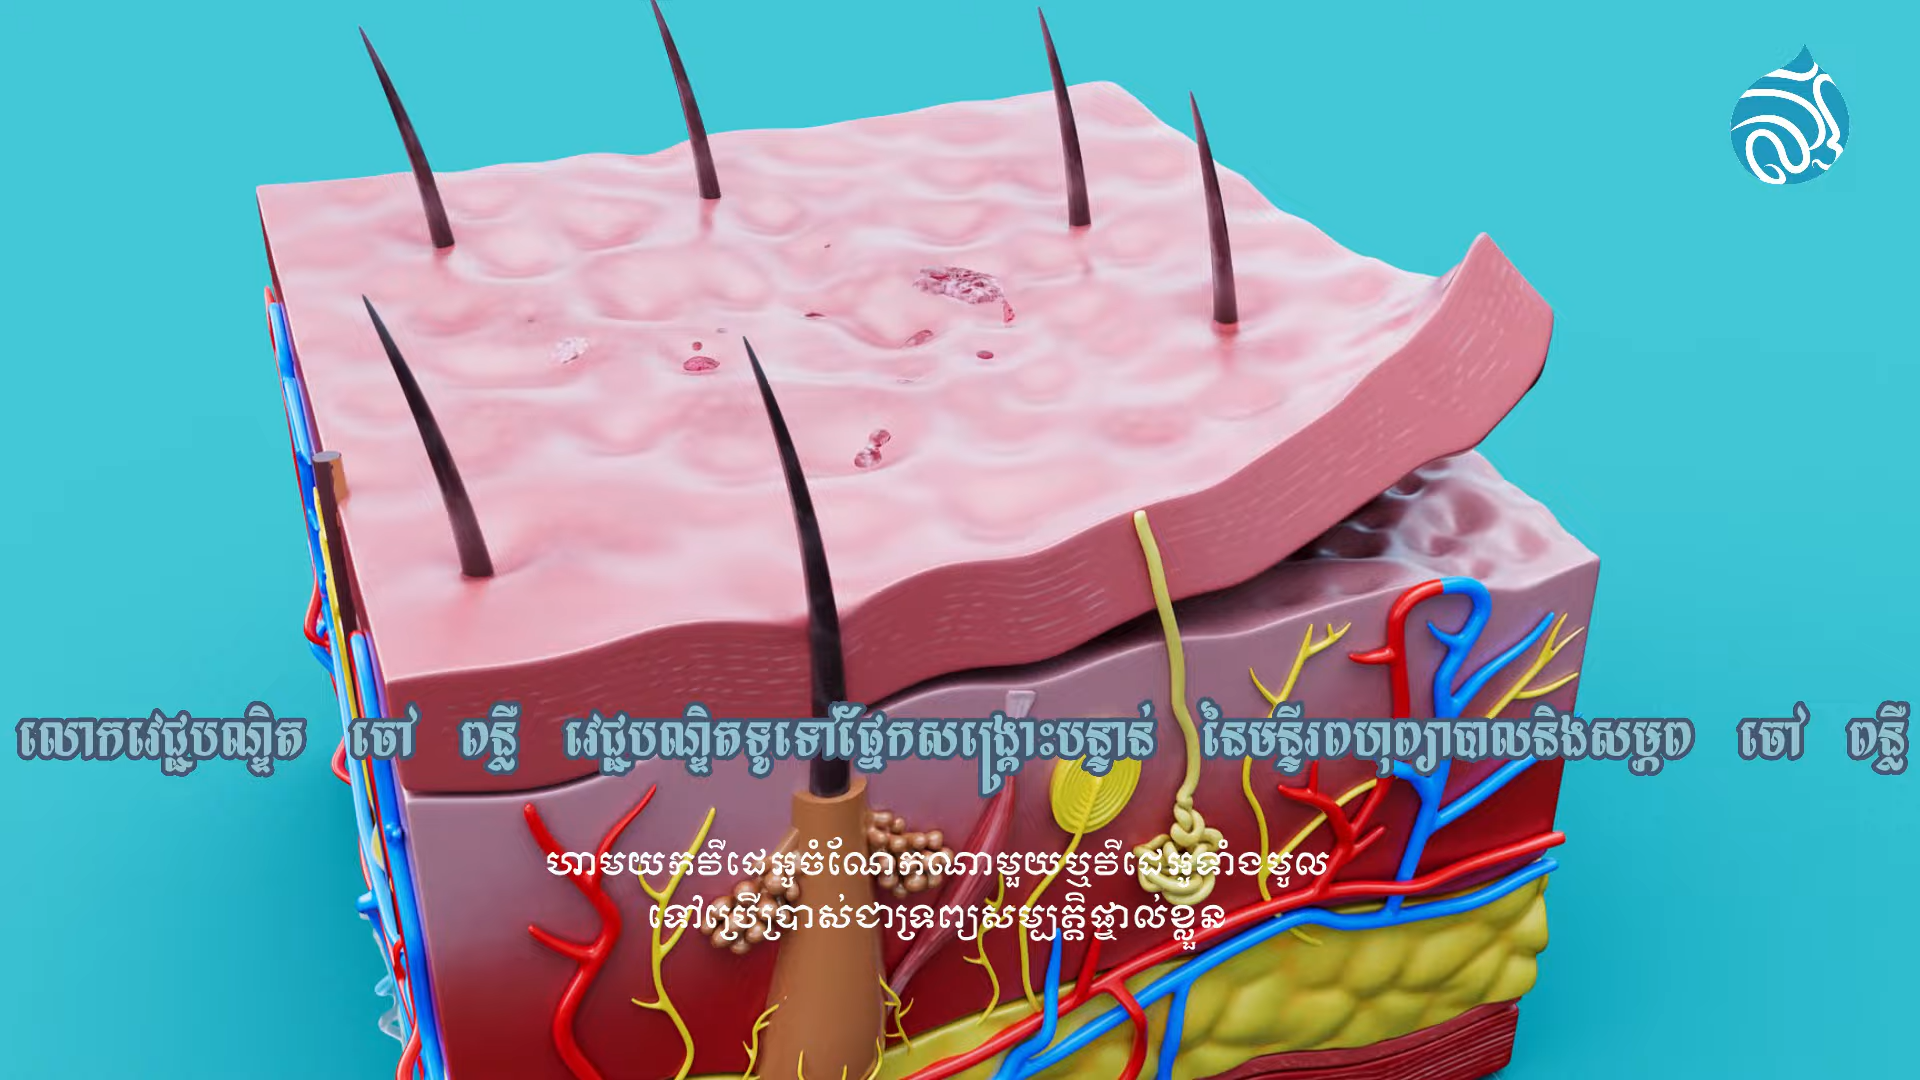 លោកវេជ្ជបណ្ឌិត ចៅ ពន្លឺ វេជ្ជបណ្ឌិតទូទៅផ្នែកសង្គ្រោះបន្ទាន់ នៃមន្ទីរពហុព្យាបាលនិងសម្ភព ចៅ ពន្លឺ
ហាមយកវីដេអូចំណែកណាមួយឬវីដេអូទាំងមូល
ទៅប្រើប្រាស់ជាទ្រព្យសម្បត្តិផ្ទាល់ខ្លួន